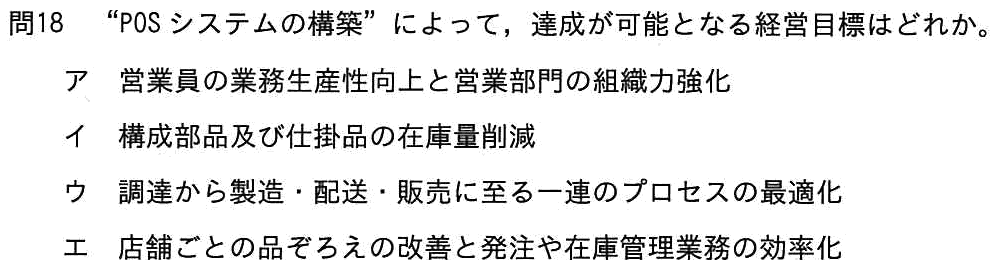 問18　“POS システムの構築”によって，達成が可能となる経営目標はどれか。
ア　営業員の業務生産性向上と営業部門の組織力強化
イ　構成部品及び仕掛品の在庫量削減
ウ　調達から製造・配送・販売に至る一連のプロセスの最適化
エ　店舗ごとの品ぞろえの改善と発注や在庫管理業務の効率化